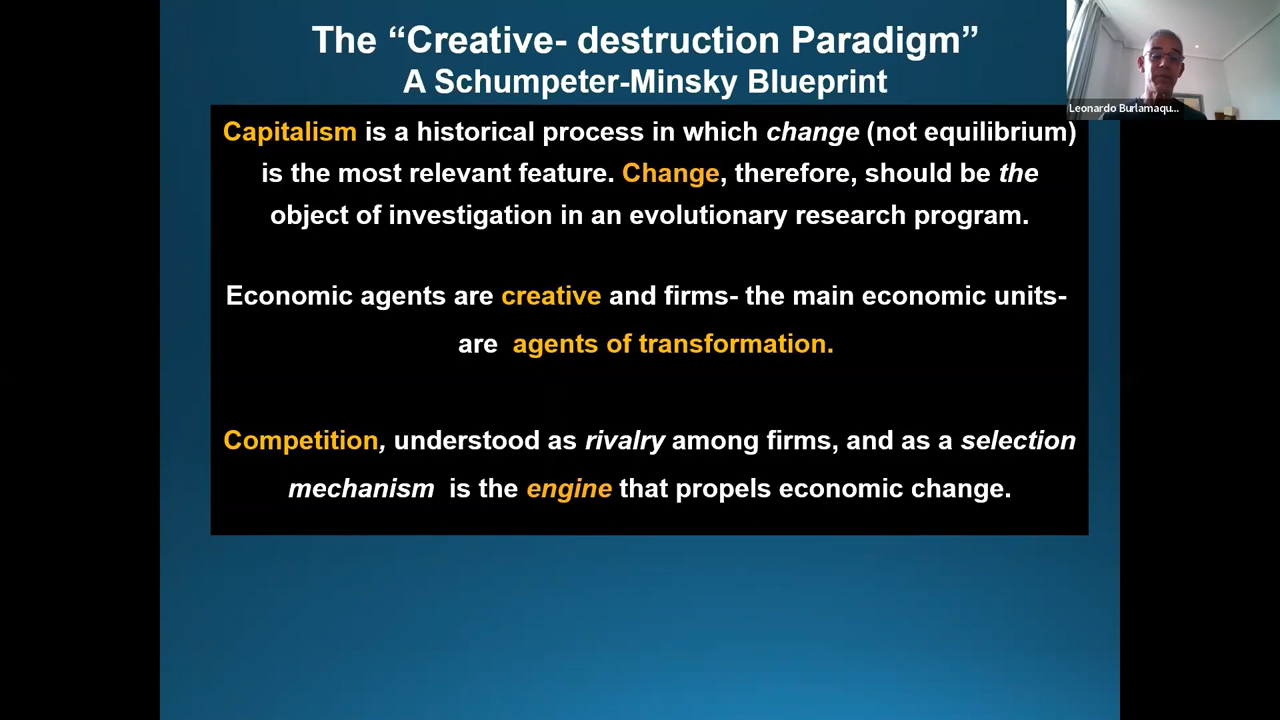 The “Creative- destruction Paradigm”
A Schumpeter-Minsky Blueprint
Leonardo Burlamaqu...
Capitalism is a historical process in which change (not equilibrium)
is the most relevant feature. Change, therefore, should be the
object of investigation in an evolutionary research program.
Economic agents are creative and firms- the main economic units-
are agents of transformation.
Competition, understood as rivalry among firms, and as a selection
mechanism is the engine that propels economic change.